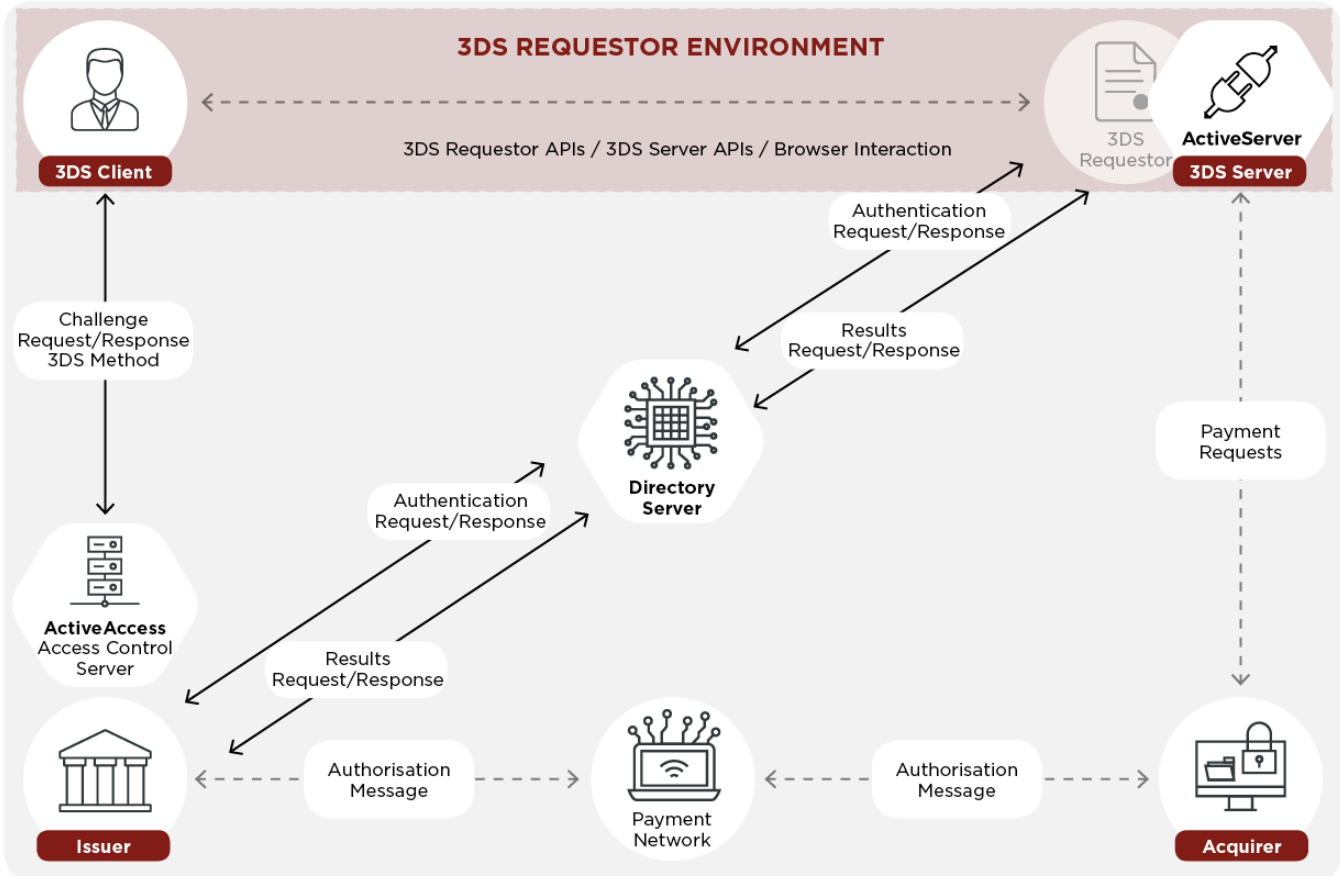 3DS REQUESTOR ENVIRONMENT
3DS Requestor APIs / 3DS Server APIs / Browser Interaction
3DS Client
3DS
Requestor
ActiveServer
3DS Server
Authentication
Request/Response
Results
Request/Response
Challenge
Request/Response
3DS Method
Payment
Requests
Directory
Server
Authentication
Request/Response
Results
Request/Response
ActiveAccess
Access Control
Server
Issuer
Authorisation
Message
Payment
Network
Authorisation
Message
Acquirer